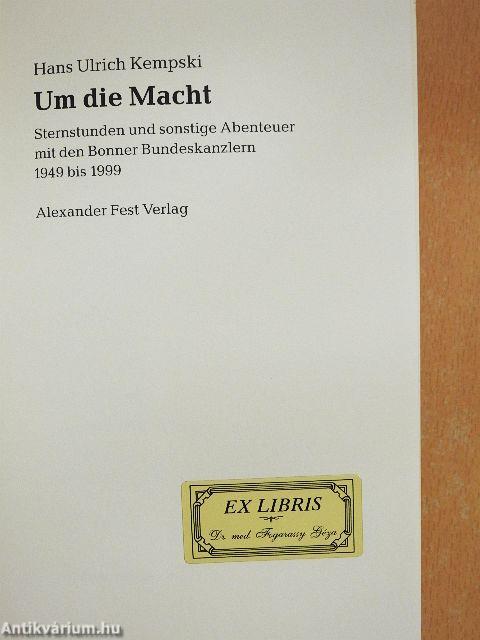 Hans Ulrich Kempski
Um die Macht
Sternstunden und sonstige Abenteuer
mit den Bonner Bundeskanzlern
1949 bis 1999
Alexander Fest Verlag
EX LIBRIS
Dr. med. Fogarassy Géza
Antikvárium.hu